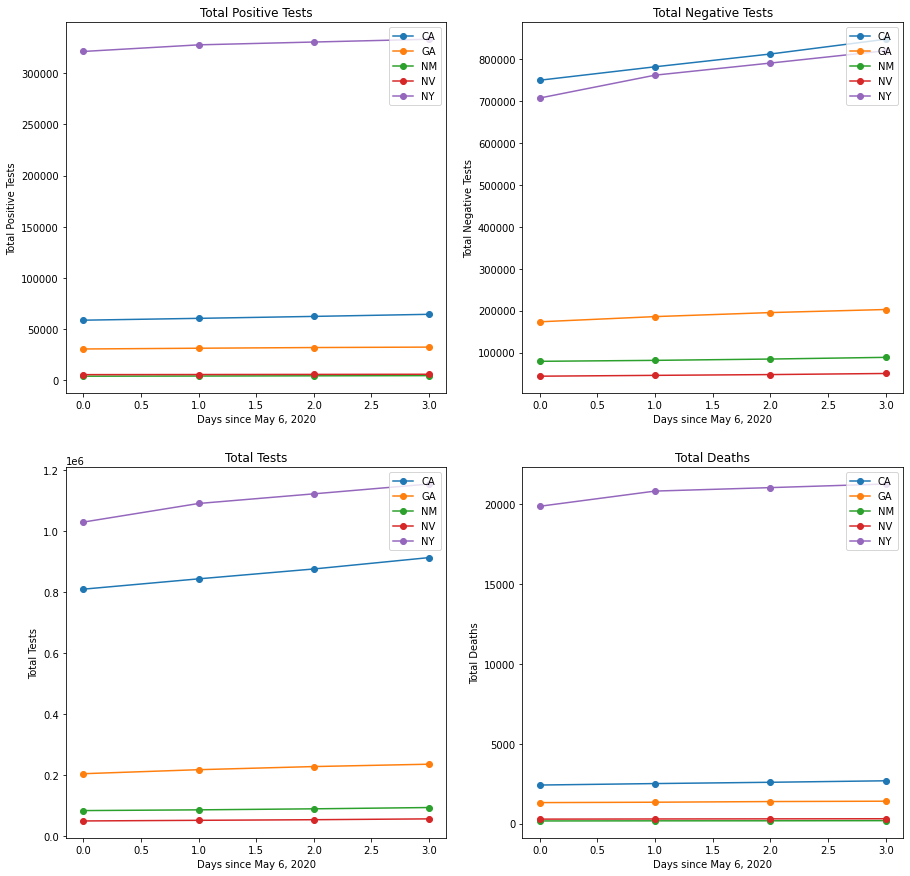 Total Positive Tests
Total Positive Tests
300000
250000
200000
150000
100000
50000
0
0.0 0.5 1.0 1.5 2.0 2.5 3.0
Days since May 6, 2020
CA
GA
NM
NV
NY
Total Negative Tests
Total Negative Tests
800000
700000
600000
500000
400000
300000
200000
100000
0.0 0.5 1.0 1.5 2.0 2.5 3.0
Days since May 6, 2020
CA
GA
NM
NV
NY
Total Tests
1e6
Total Tests
1.2
1.0
0.8
0.6
0.4
0.2
0.0
0.0 0.5 1.0 1.5 2.0 2.5 3.0
Days since May 6, 2020
CA
GA
NM
NV
NY
Total Deaths
Total Deaths
20000
15000
10000
5000
0
0.0 0.5 1.0 1.5 2.0 2.5 3.0
Days since May 6, 2020
CA
GA
NM
NV
NY